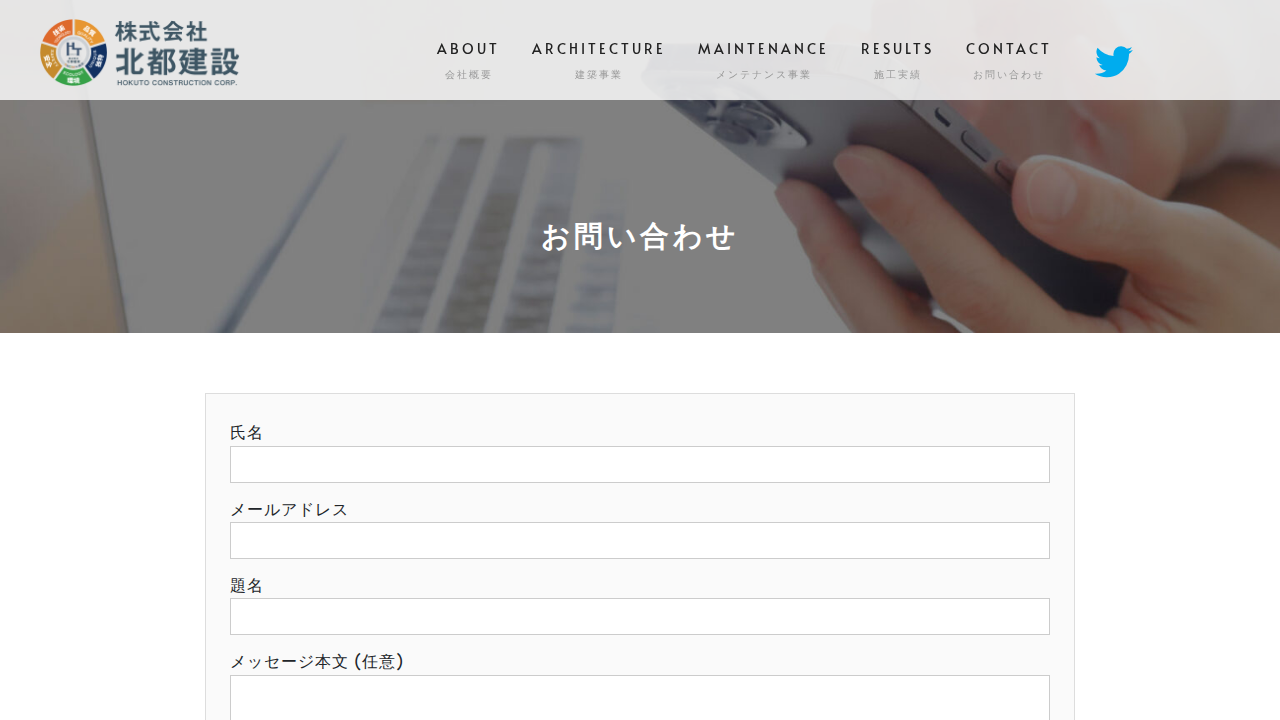 株式会社
北都建設
HOKUTO CONSTRUCTION CORP.
ABOUT
会社概要
ARCHITECTURE
建築事業
MAINTENANCE
メンテナンス事業
RESULTS
施工実績
CONTACT
お問い合わせ
お問い合わせ
氏名
メールアドレス
題名
メッセージ本文 (任意)